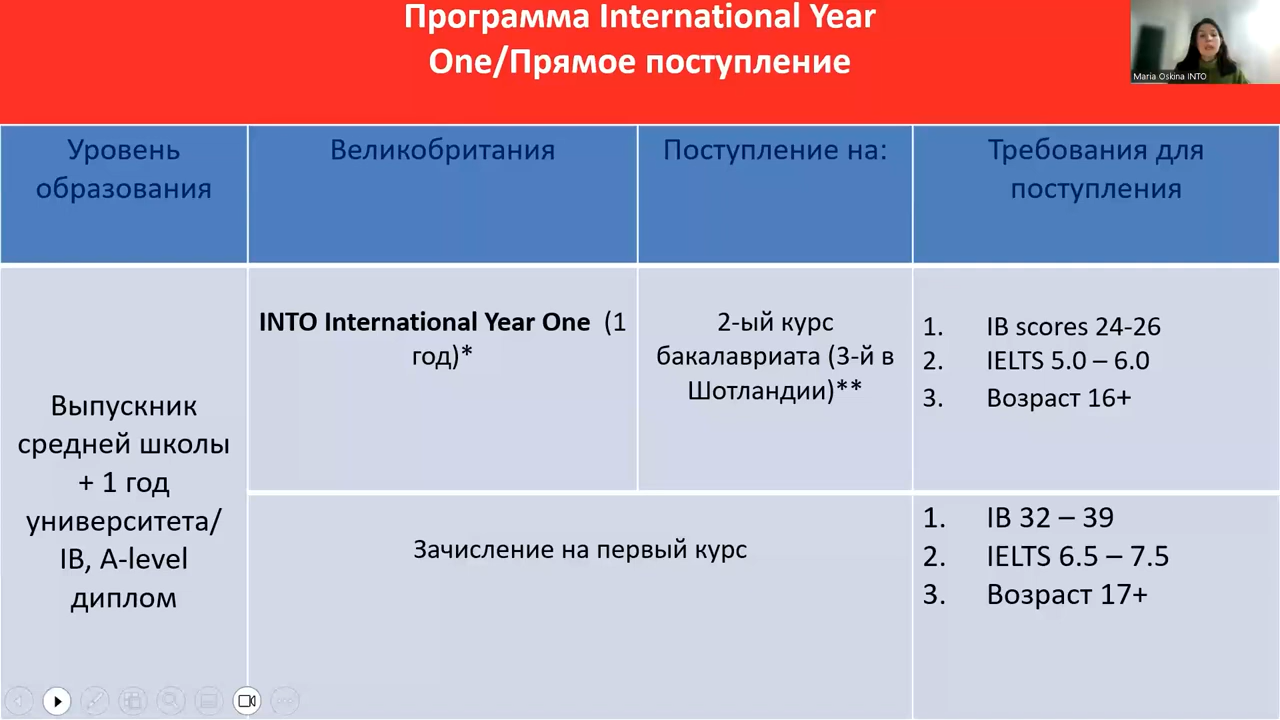 Программа International Year
One/Прямое поступление
Maria Oskina INTO
Уровень
образования
Великобритания
Поступление на:
Требования для
поступления
Выпускник
средней школы
+ 1 год
университета/
IB, A-level
диплом
INTO International Year One (1
год)*
2-ый курс
бакалавриата (3-й в
Шотландии)**
1. IB scores 24-26
2. IELTS 5.0 – 6.0
3. Возраст 16+
Зачисление на первый курс
1. IB 32 – 39
2. IELTS 6.5 – 7.5
3. Возраст 17+